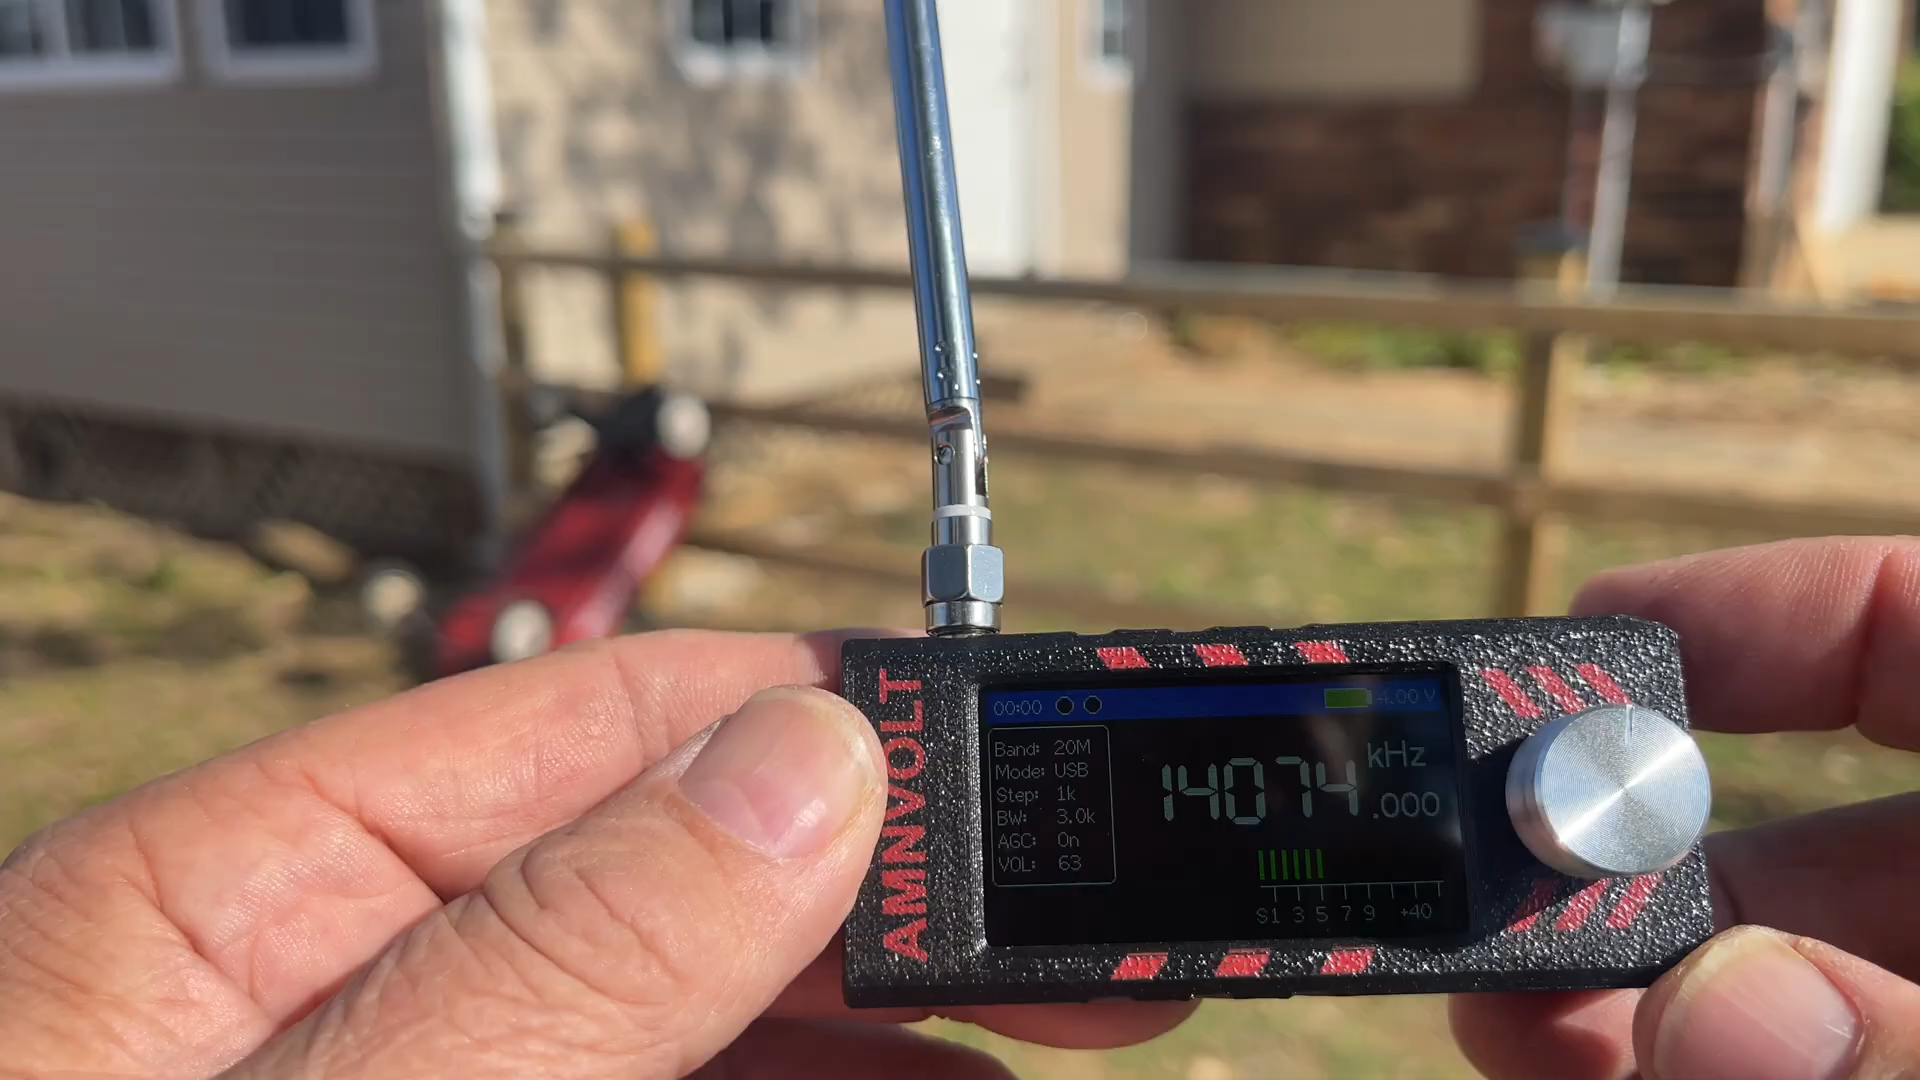 AMNVOLT
00:00
4.00 V
Band: 20M
Mode: USB
Step: 1k
BW: 3.0k
AGC: On
VOL: 63
14074.000 kHz
S1 3 5 7 9 +40